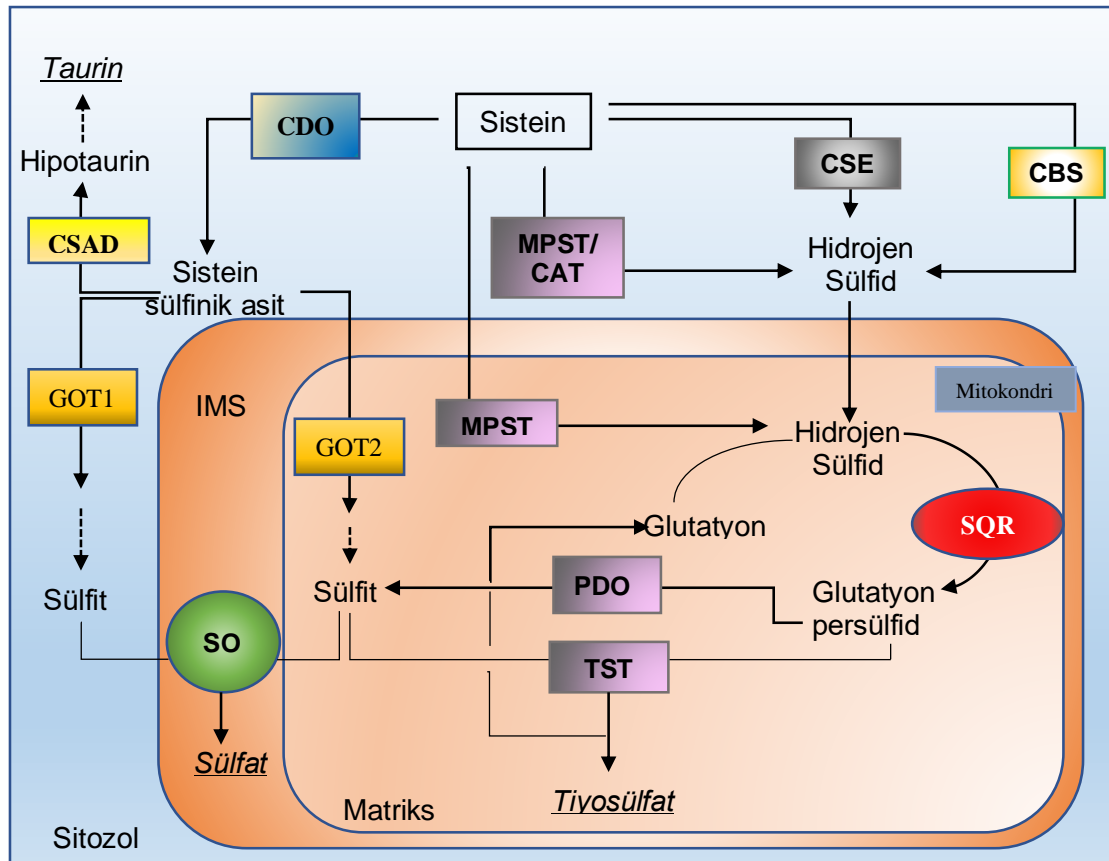 Taurin
CDO
Sistein
Hipotaurin
CSE
CBS
CSAD
MPST/
CAT
Hidrojen
Sülfid
Sistein
sülfinik asit
GOT1
IMS
Mitokondri
MPST
GOT2
Hidrojen
Sülfid
Glutatyon
SQR
Sülfit
Sülfit
PDO
Glutatyon
persülfid
SO
TST
Sülfat
Tiyosülfat
Matriks
Sitozol